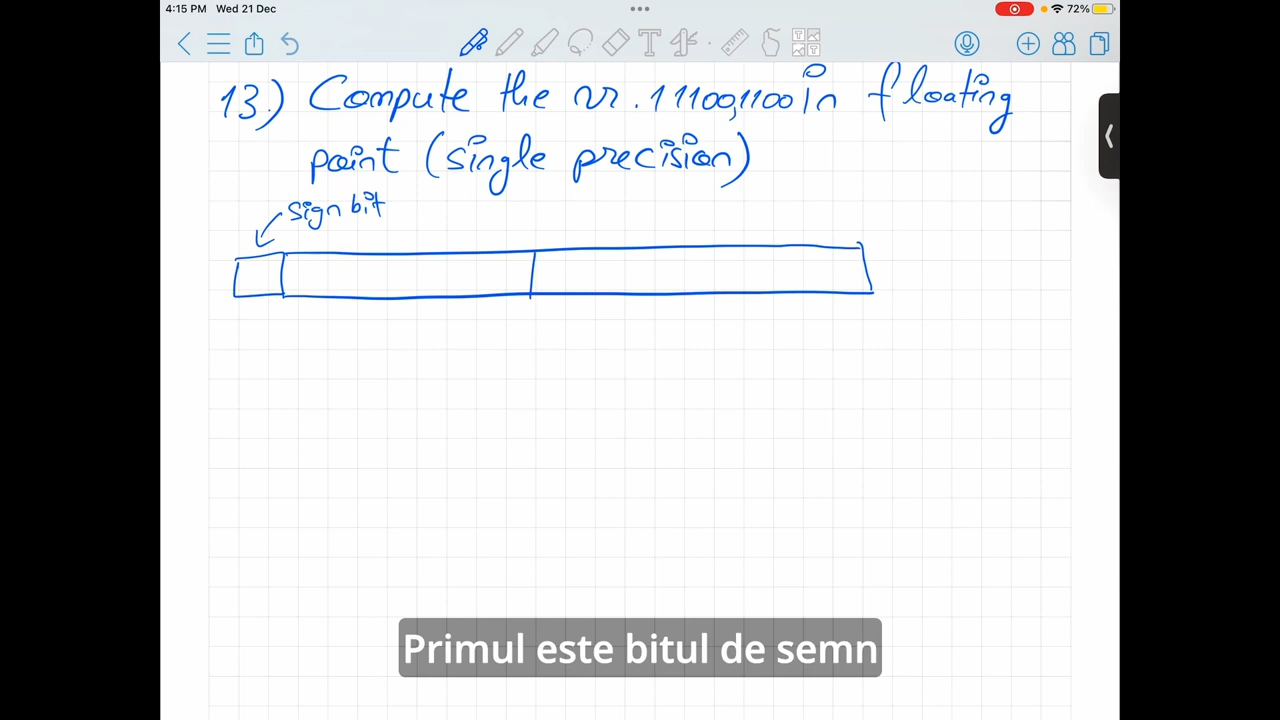 4:15 PM Wed 21 Dec
72%
13.) Compute the nr. 11100,1100 in floating
point (single precision)
sign bit
Primul este bitul de semn